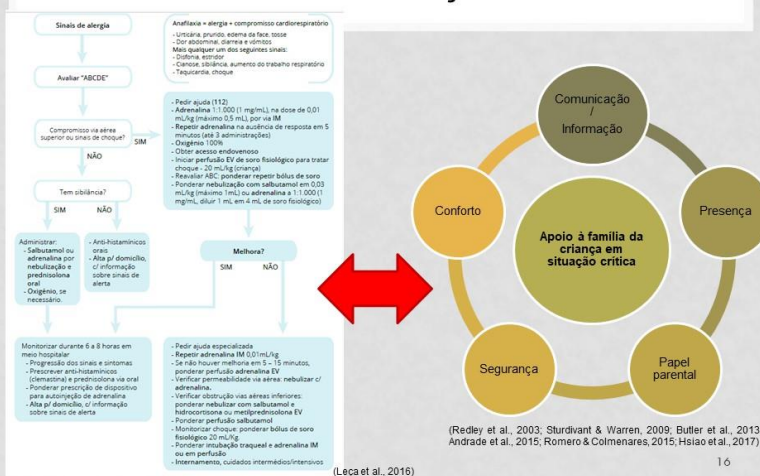 Sinais de alergia
Anafilaxia = alergia + compromisso cardiorespiratório
- Urticária, prurido, edema da face, tosse
- Dor abdominal, diarreia e vómitos
Mais qualquer um dos seguintes sinais:
- Disfonia, estridor
- Cianose, sibilância, aumento do trabalho respiratório
- Taquicardia, choque
Avaliar "ABCDE"
Compromisso via aérea
superior ou sinais de choque?
SIM
NÃO
- Pedir ajuda (112)
- Adrenalina 1:1.000 (1 mg/mL), na dose de 0,01
mL/kg (máximo 0,5 mL), por via IM
- Repetir adrenalina na ausência de resposta em 5
minutos (até 3 administrações)
- Oxigénio 100%
- Obter acesso endovenoso
- Iniciar perfusão EV de soro fisiológico para tratar
choque - 20 mL/kg (criança)
- Reavaliar ABC: ponderar repetir bólus de soro
- Ponderar nebulização com salbutamol em 0,03
mL/kg (máximo 1mL) ou adrenalina a 1:1.000 (1
mg/mL, diluir 1 mL em 4 mL de soro fisiológico)
Tem sibilância?
SIM
NÃO
Administrar:
- Salbutamol ou
adrenalina por
nebulização e
prednisolona
oral
- Oxigénio, se
necessário.
- Anti-histamínicos
orais
- Alta p/ domicílio,
c/ informação
sobre sinais de
alerta
Melhora?
SIM
NÃO
Monitorizar durante 6 a 8 horas em
meio hospitalar
- Progressão dos sinais e sintomas
- Prescrever anti-histamínicos
(clemastina) e prednisolona via oral
- Ponderar prescrição de dispositivo
para autoinjeção de adrenalina
- Alta p/ domicílio, c/ informação
sobre sinais de alerta
- Pedir ajuda especializada
- Repetir adrenalina IM 0,01mL/kg
- Se não houver melhoria em 5 – 15 minutos,
ponderar perfusão adrenalina EV
- Verificar permeabilidade via aérea: nebulizar c/
adrenalina.
- Verificar obstrução vias aéreas inferiores:
ponderar nebulizar com salbutamol e
hidrocortisona ou metilprednisolona EV
- Ponderar perfusão salbutamol
- Monitorizar choque: ponderar bólus de soro
fisiológico 20 mL/Kg.
- Ponderar intubação traqueal e adrenalina IM
ou em perfusão
- Internamento, cuidados intermédios/intensivos
(Leça et al., 2016)
Comunicação
/
Informação
Conforto
Presença
Apoio à família da
criança em
situação crítica
Segurança
Papel
parental
(Redley et al., 2003; Sturdivant & Warren, 2009; Butler et al., 2013
Andrade et al., 2015; Romero & Colmenares, 2015; Hsiao et al., 2017)
16